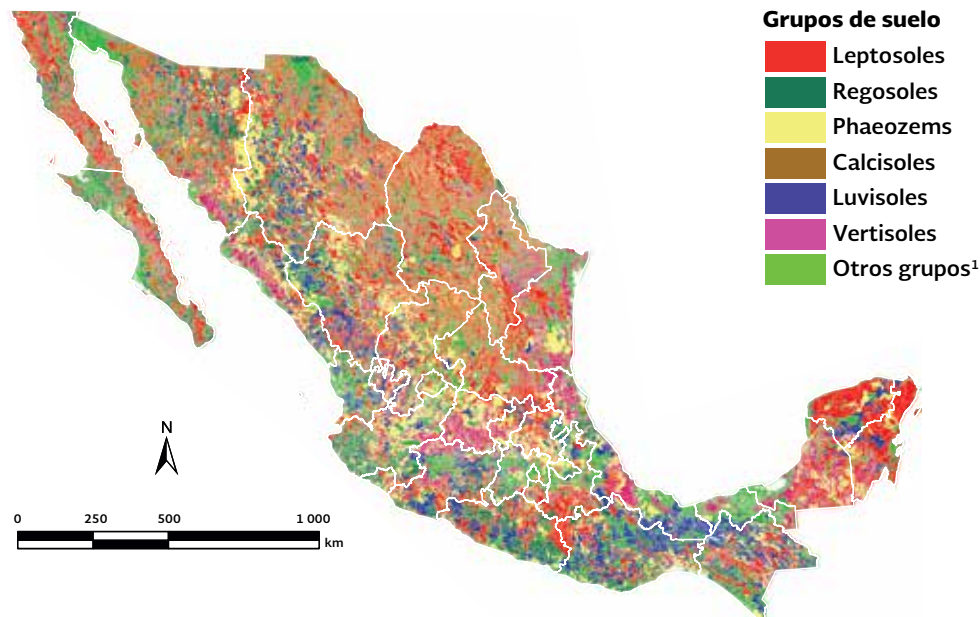 Grupos de suelo
Leptosoles
Regosoles
Phaeozems
Calcisoles
Luvisoles
Vertisoles
Otros grupos¹
N
0 250 500 1 000
km